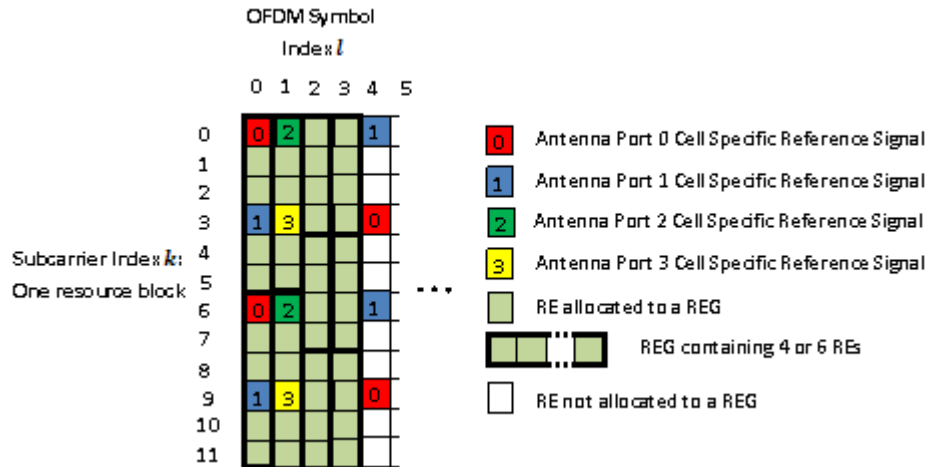 OFDM Symbol
Index l
0 1 2 3 4 5
0 0 2 1
1
2
3 1 3 0
4
Subcarrier Index k:
5
One resource block
6 0 2 1
7
8
9 1 3 0
10
11
...
0 Antenna Port 0 Cell Specific Reference Signal
1 Antenna Port 1 Cell Specific Reference Signal
2 Antenna Port 2 Cell Specific Reference Signal
3 Antenna Port 3 Cell Specific Reference Signal
RE allocated to a REG
REG containing 4 or 6 REs
RE not allocated to a REG